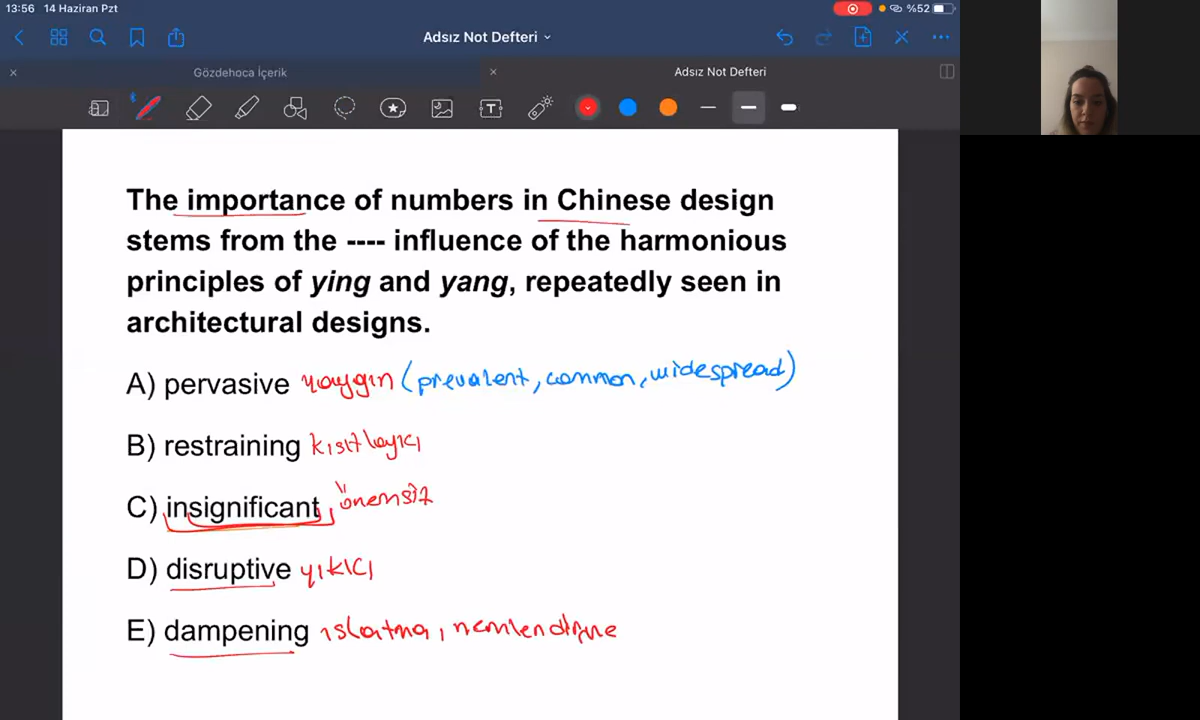 13:56 14 Haziran Pzt %52
Adsız Not Defteri
Gözdehoca İçerik Adsız Not Defteri
The importance of numbers in Chinese design
stems from the ---- influence of the harmonious
principles of ying and yang, repeatedly seen in
architectural designs.
A) pervasive yaygın (prevalent, common, widespread)
B) restraining kısıtlayıcı
C) insignificant önemsiz
D) disruptive yıkıcı
E) dampening ıslatma, nemlendirme